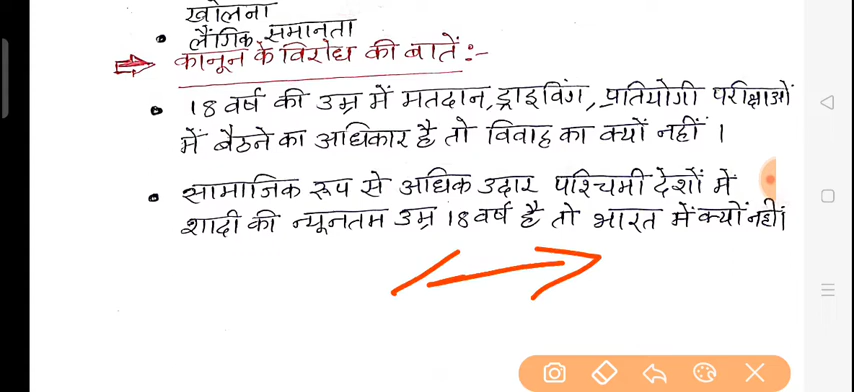 खोलना
• लैंगिक समानता
कानून के विरोध की बातें :-
• 18 वर्ष की उम्र में मतदान, ड्राइविंग, प्रतियोगी परीक्षाओं
में बैठने का अधिकार है तो विवाह का क्यों नहीं ।
• सामाजिक रूप से अधिक उदार पश्चिमी देशों में
शादी की न्यूनतम उम्र 18 वर्ष है तो भारत में क्यों नहीं।